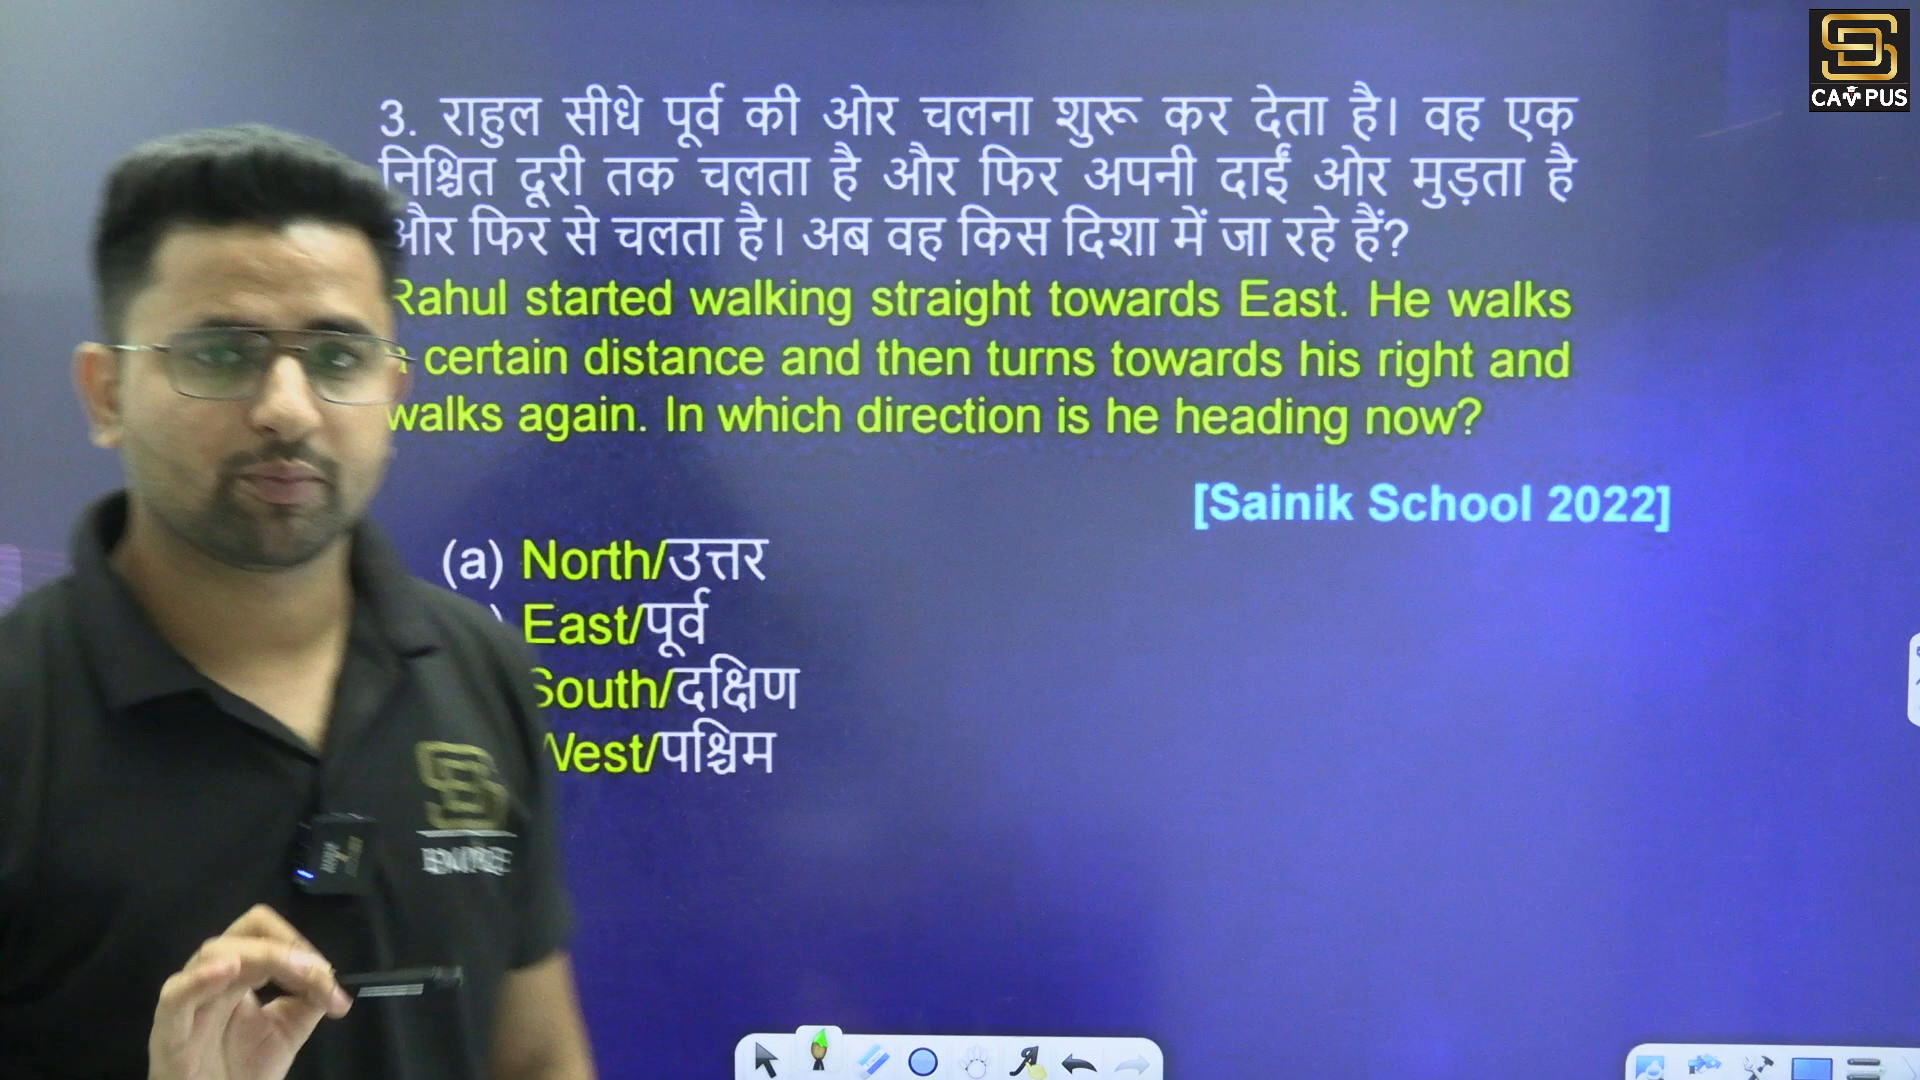 CAMPUS
3. राहुल सीधे पूर्व की ओर चलना शुरू कर देता है। वह एक
निश्चित दूरी तक चलता है और फिर अपनी दाईं ओर मुड़ता है
और फिर से चलता है। अब वह किस दिशा में जा रहे हैं?
Rahul started walking straight towards East. He walks
certain distance and then turns towards his right and
walks again. In which direction is he heading now?
[Sainik School 2022]
(a) North/उत्तर
East/पूर्व
South/दक्षिण
West/पश्चिम